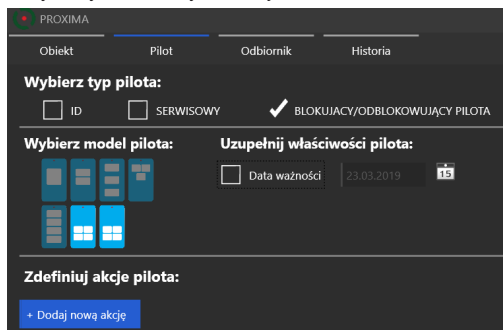 PROXIMA
Obiekt Pilot Odbiornik Historia
Wybierz typ pilota:
ID SERWISOWY BLOKUJACY/ODBLOKOWUJĄCY PILOTA
Wybierz model pilota: Uzupełnij właściwości pilota:
Data ważności 23.03.2019 15
Zdefiniuj akcje pilota:
+ Dodaj nową akcję